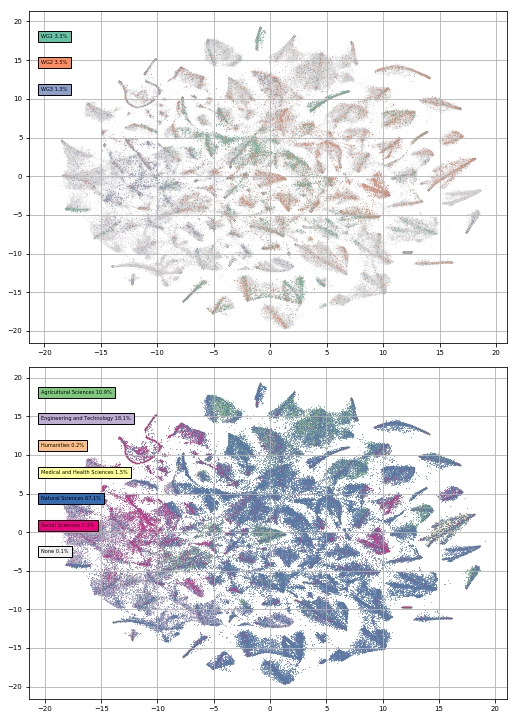 20
15
10
5
0
−5
−10
−15
−20
WG1 3.3%
WG2 3.5%
WG3 1.3%
−20 −15 −10 −5 0 5 10 15 20
20
15
10
5
0
−5
−10
−15
−20
Agricultural Sciences 10.9%
Engineering and Technology 18.1%
Humanities 0.2%
Medical and Health Sciences 1.5%
Natural Sciences 67.1%
Social Sciences 7.3%
None 0.1%
−20 −15 −10 −5 0 5 10 15 20